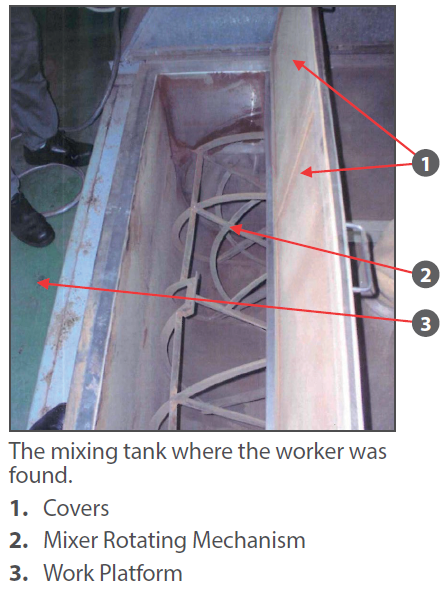 1
2
3
The mixing tank where the worker was
found.
1. Covers
2. Mixer Rotating Mechanism
3. Work Platform